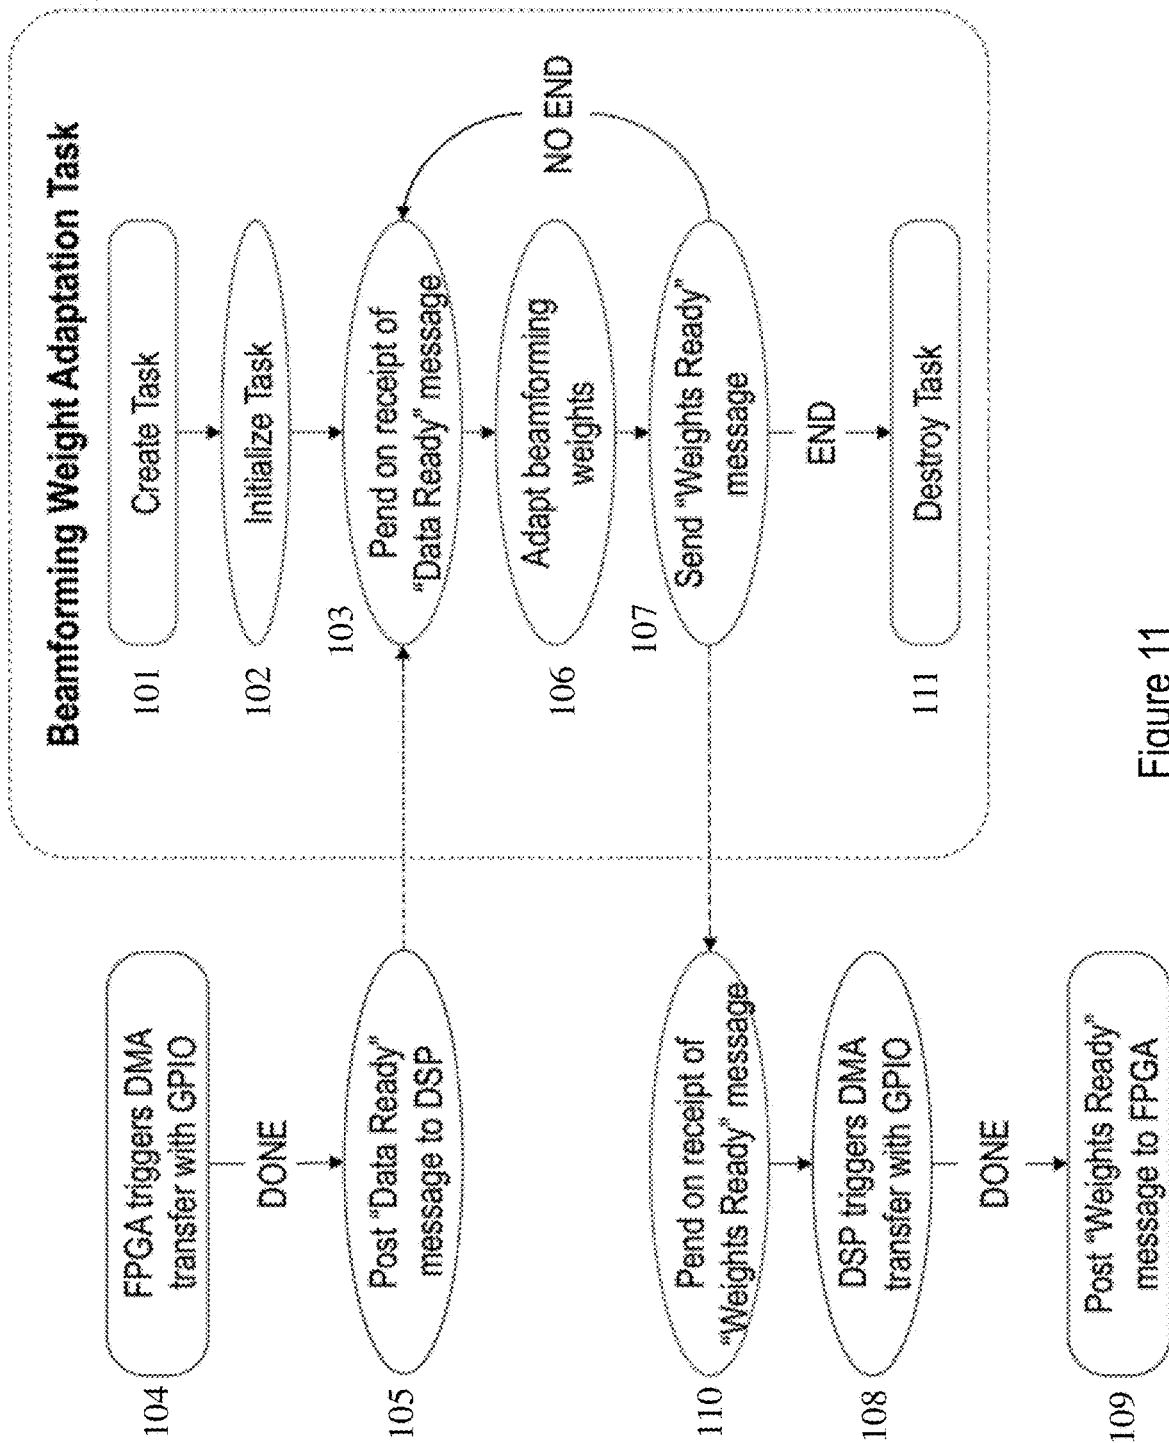 Beamforming Weight Adaptation Task
104
FPGA triggers DMA
transfer with GPIO
DONE
105
Post "Data Ready"
message to DSP
101
Create Task
102
Initialize Task
103
Pend on receipt of
"Data Ready" message
106
Adapt beamforming
weights
107
Send "Weights Ready"
message
NO END
END
111
Destroy Task
110
Pend on receipt of
"Weights Ready" message
108
DSP triggers DMA
transfer with GPIO
DONE
109
Post "Weights Ready"
message to FPGA
Figure 11